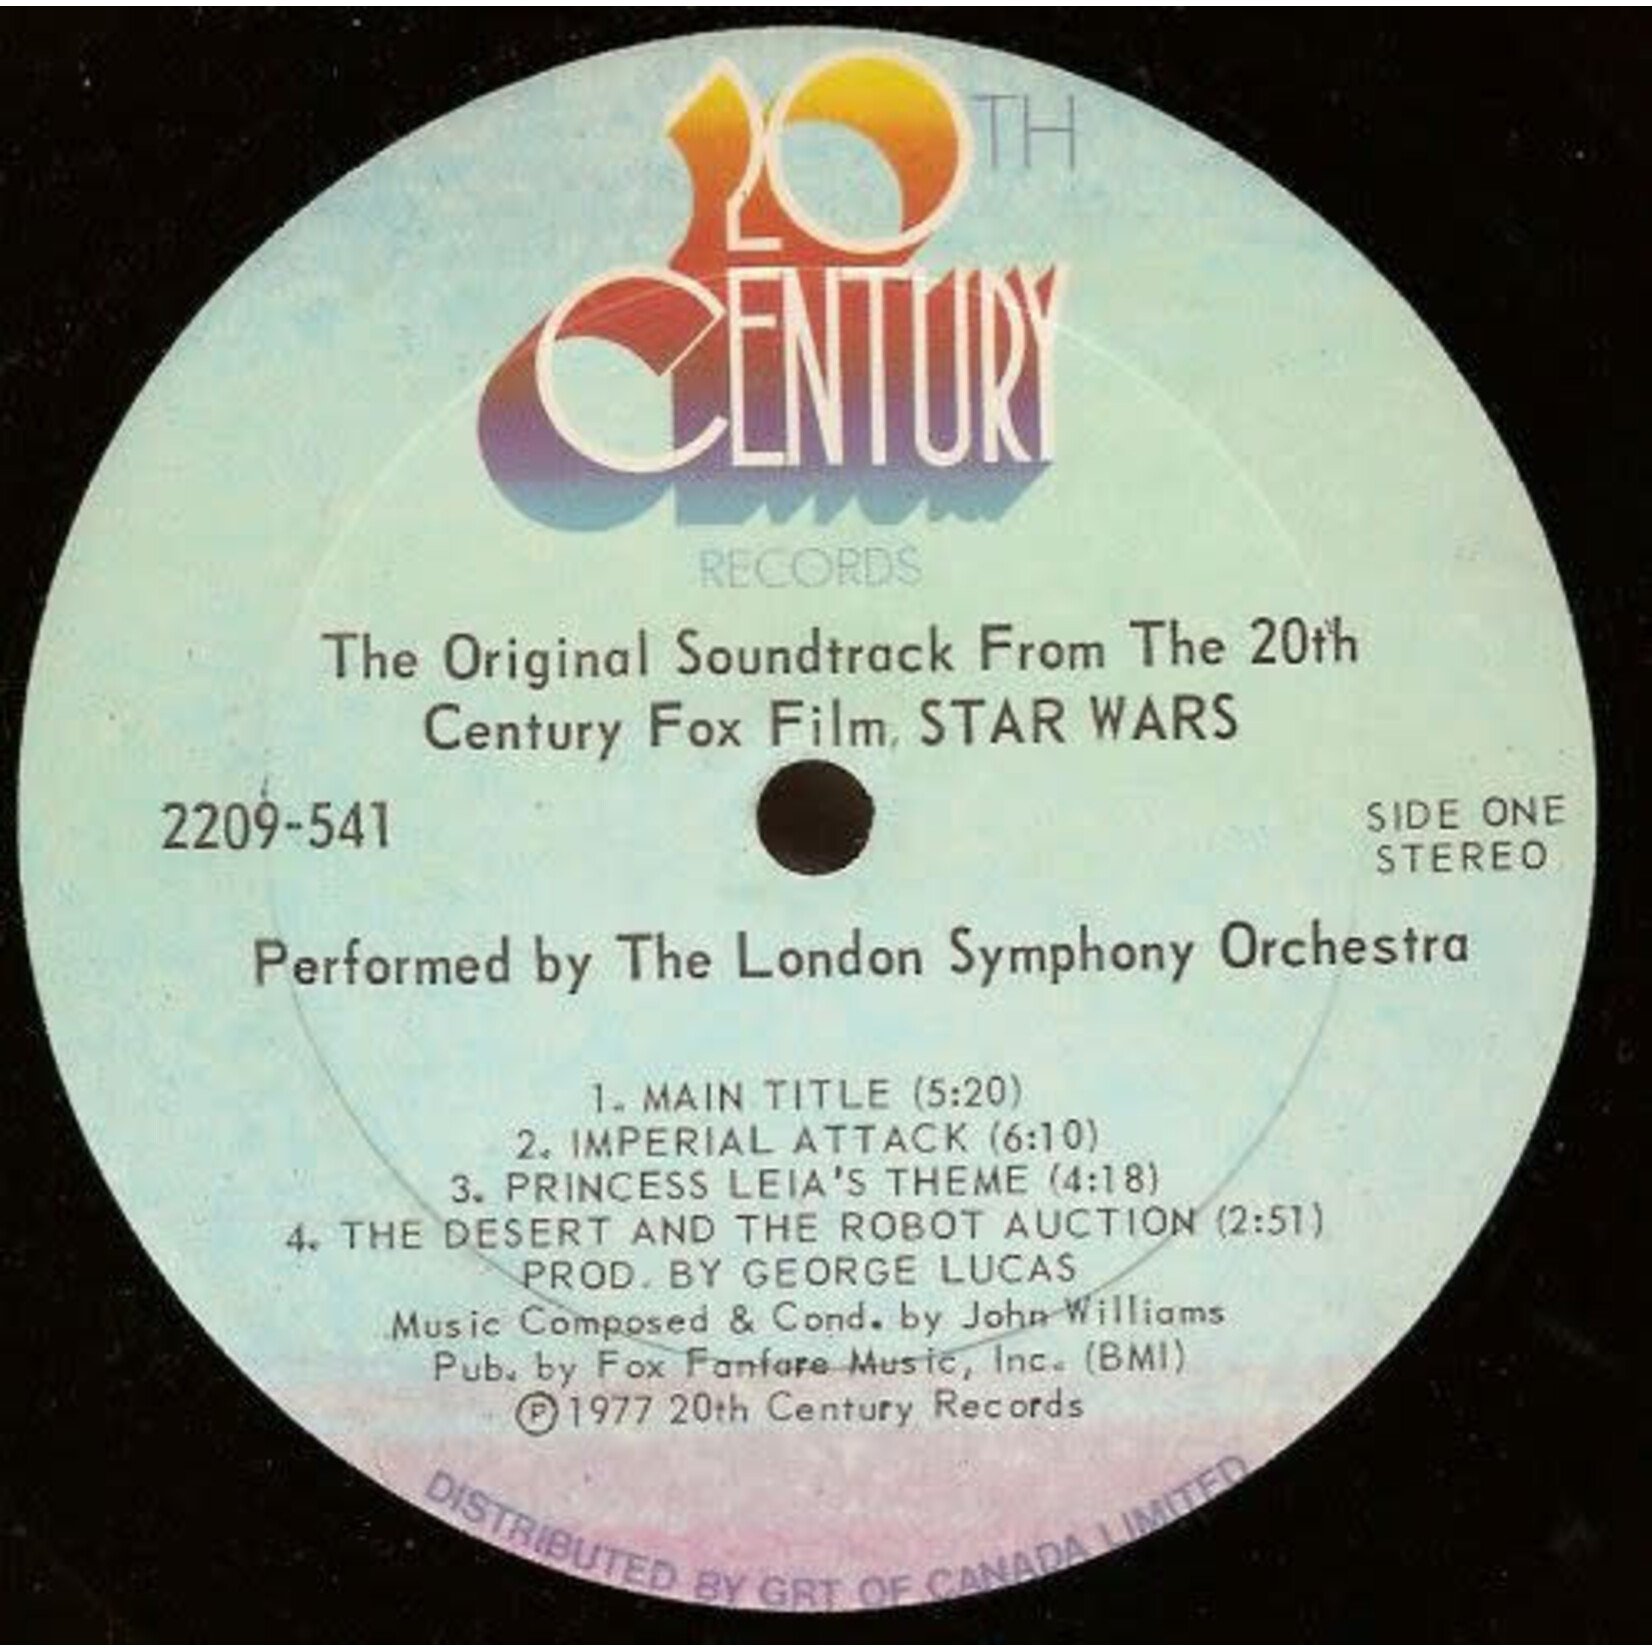 20TH
CENTURY
RECORDS
The Original Soundtrack From The 20th
Century Fox Film, STAR WARS
2209-541
SIDE ONE
STEREO
Performed by The London Symphony Orchestra
1. MAIN TITLE (5:20)
2. IMPERIAL ATTACK (6:10)
3. PRINCESS LEIA'S THEME (4:18)
4. THE DESERT AND THE ROBOT AUCTION (2:51)
PROD. BY GEORGE LUCAS
Music Composed & Cond. by John Williams
Pub. by Fox Fanfare Music, Inc. (BMI)
℗1977 20th Century Records
DISTRIBUTED BY GRT OF CANADA LIMITED